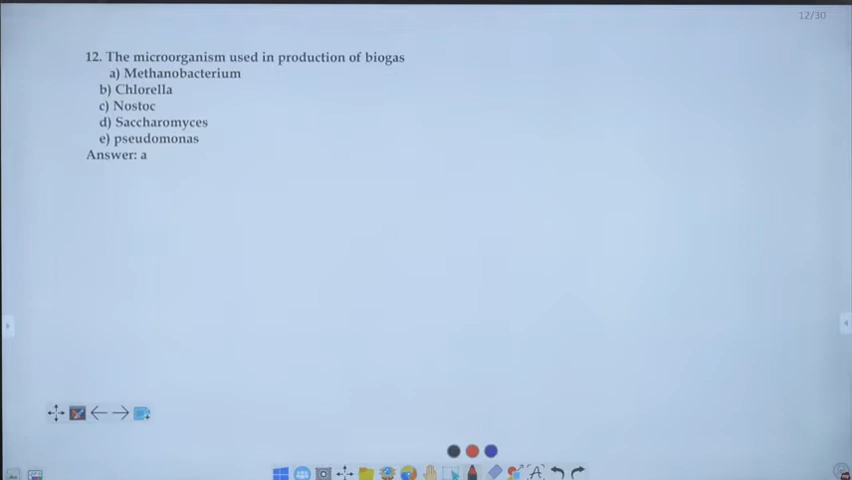 12/30
12. The microorganism used in production of biogas
a) Methanobacterium
b) Chlorella
c) Nostoc
d) Saccharomyces
e) pseudomonas
Answer: a